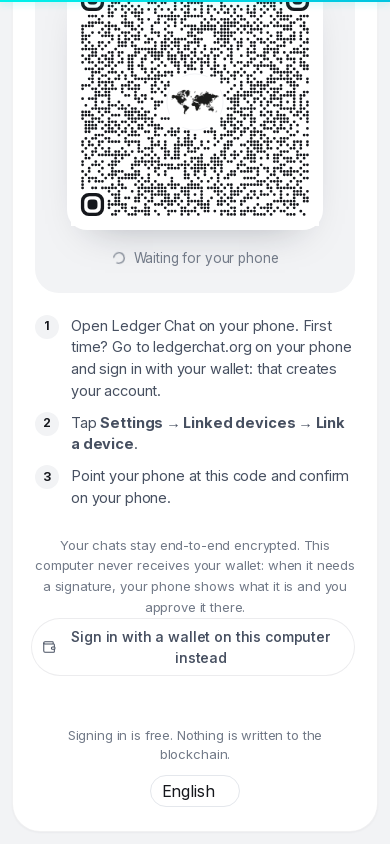 Waiting for your phone
1 Open Ledger Chat on your phone. First
time? Go to ledgerchat.org on your phone
and sign in with your wallet: that creates
your account.
2 Tap Settings → Linked devices → Link
a device.
3 Point your phone at this code and confirm
on your phone.
Your chats stay end-to-end encrypted. This
computer never receives your wallet: when it needs
a signature, your phone shows what it is and you
approve it there.
Sign in with a wallet on this computer
instead
Signing in is free. Nothing is written to the
blockchain.
English